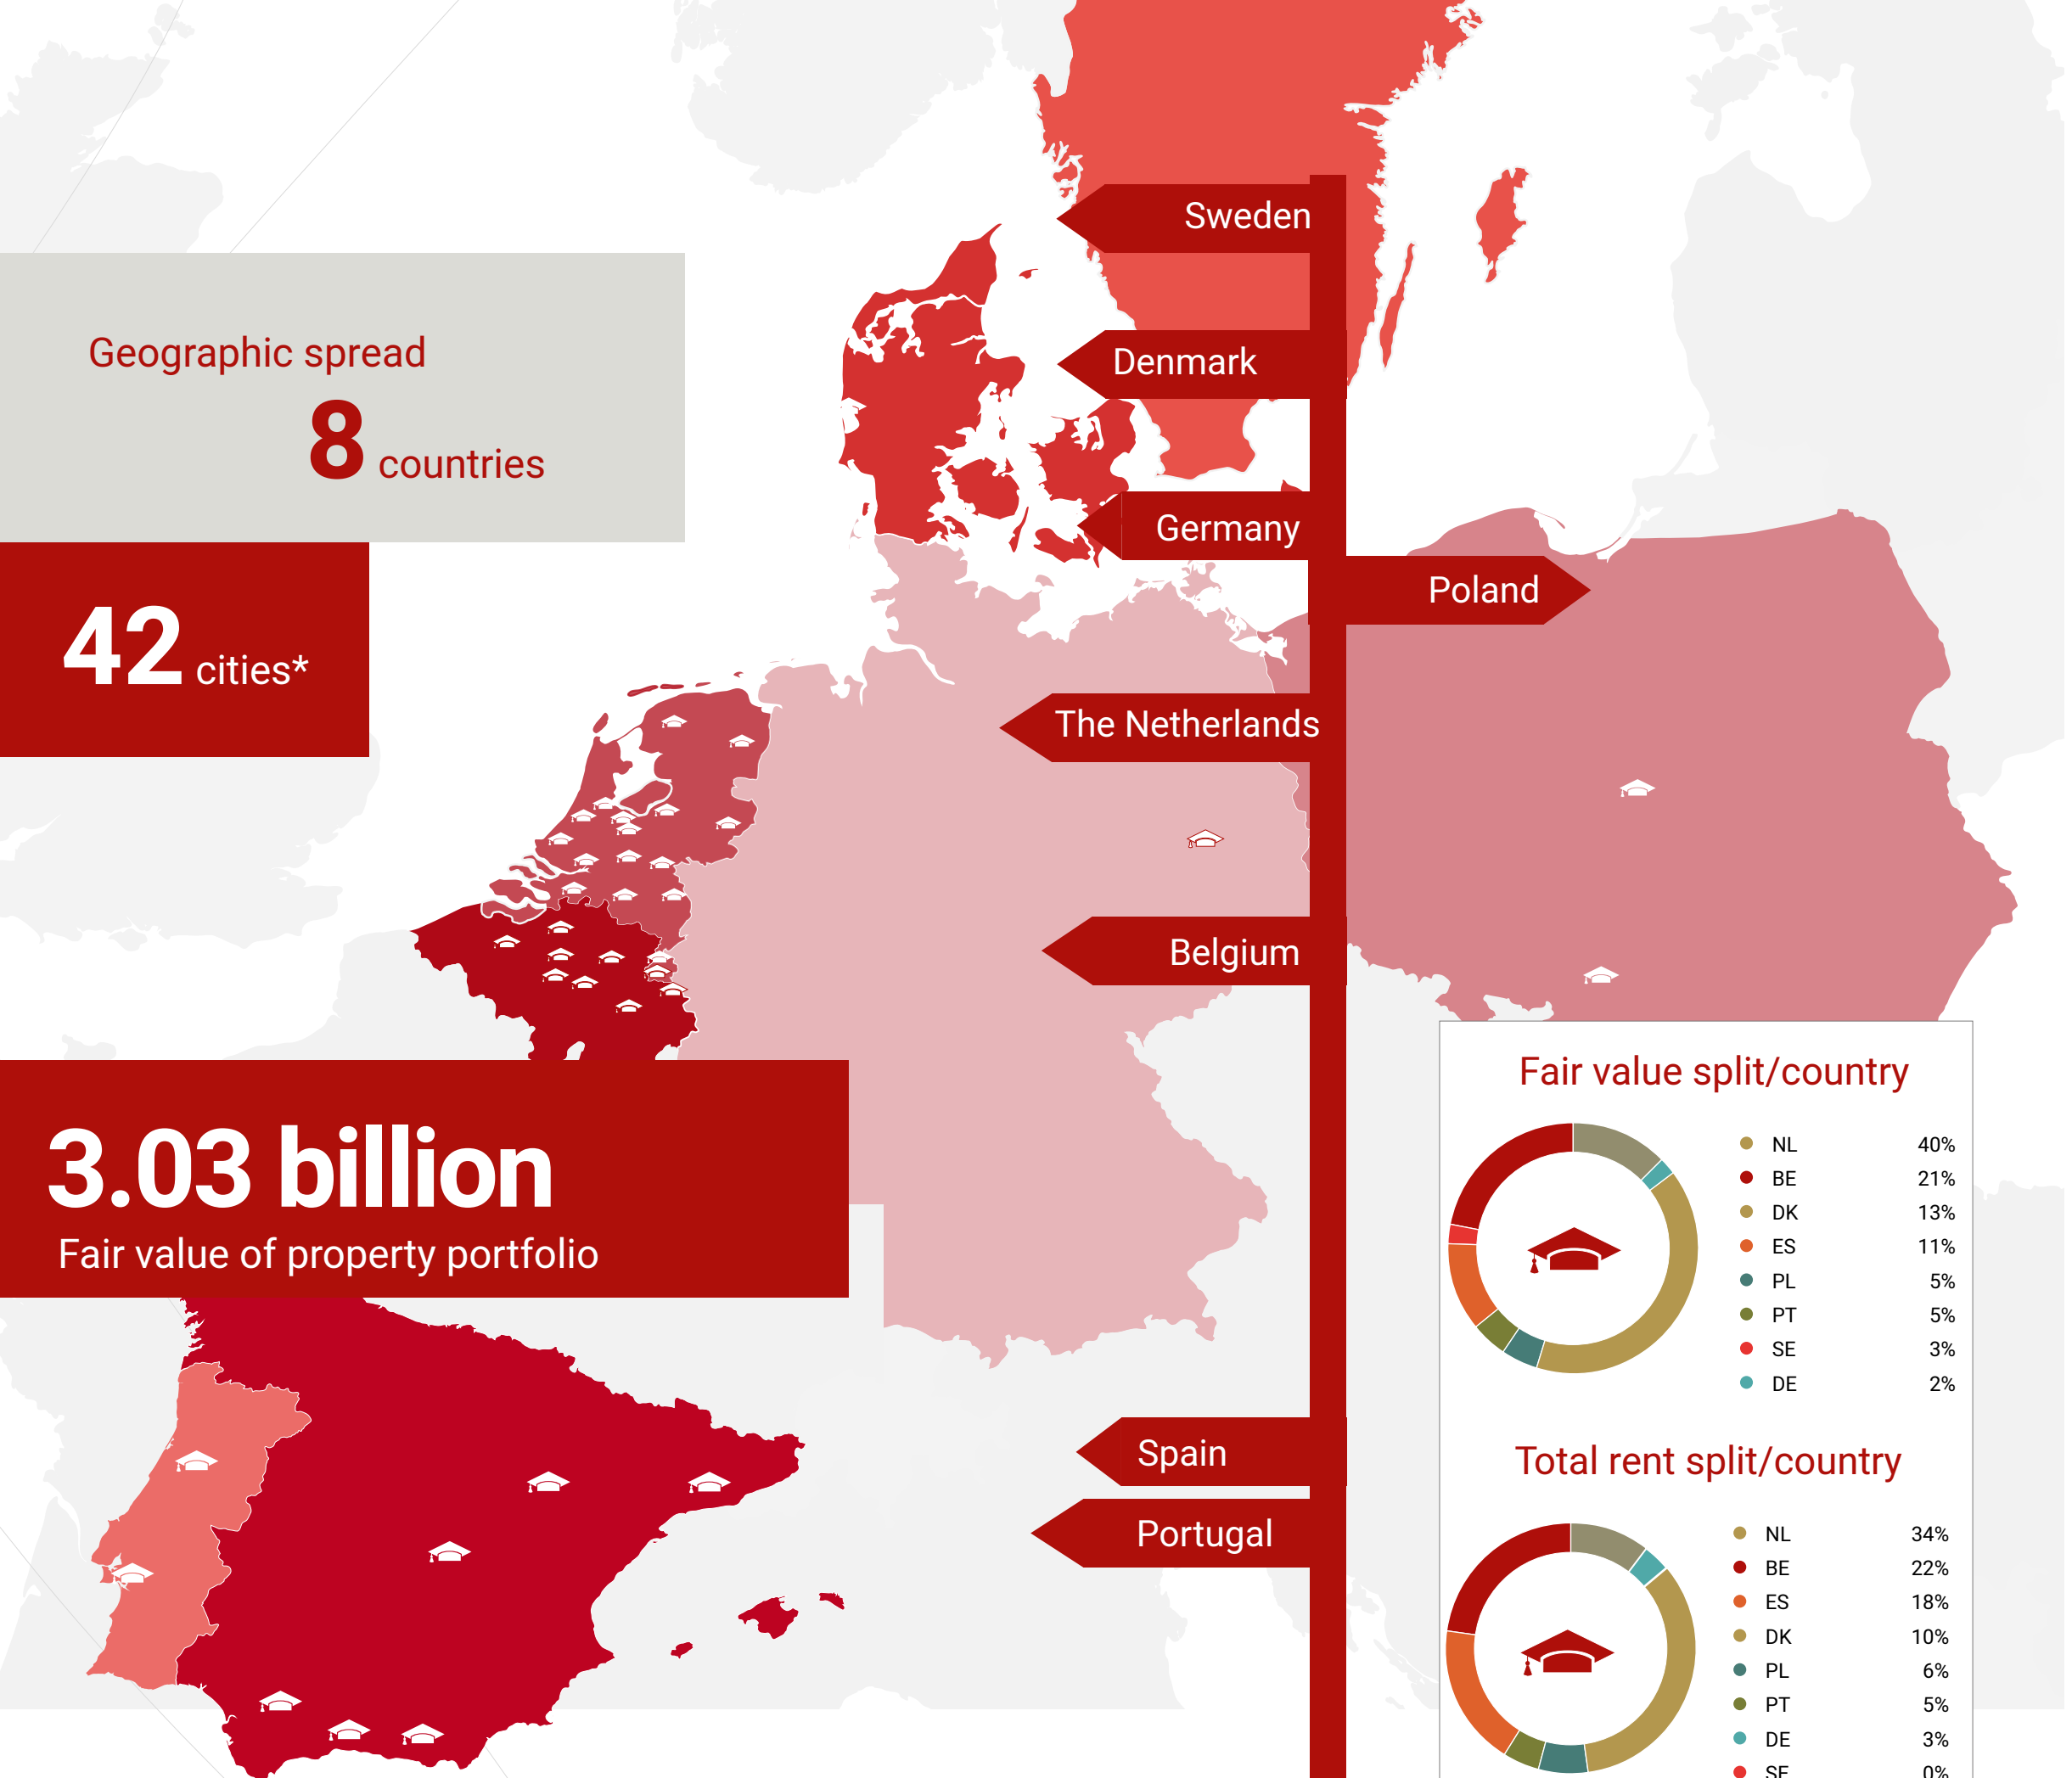 Sweden
Denmark
Germany
Poland
The Netherlands
Belgium
Spain
Portugal
Geographic spread
8 countries
42 cities*
3.03 billion
Fair value of property portfolio
Fair value split/country
NL 40%
BE 21%
DK 13%
ES 11%
PL 5%
PT 5%
SE 3%
DE 2%
Total rent split/country
NL 34%
BE 22%
ES 18%
DK 10%
PL 6%
PT 5%
DE 3%
SE 0%